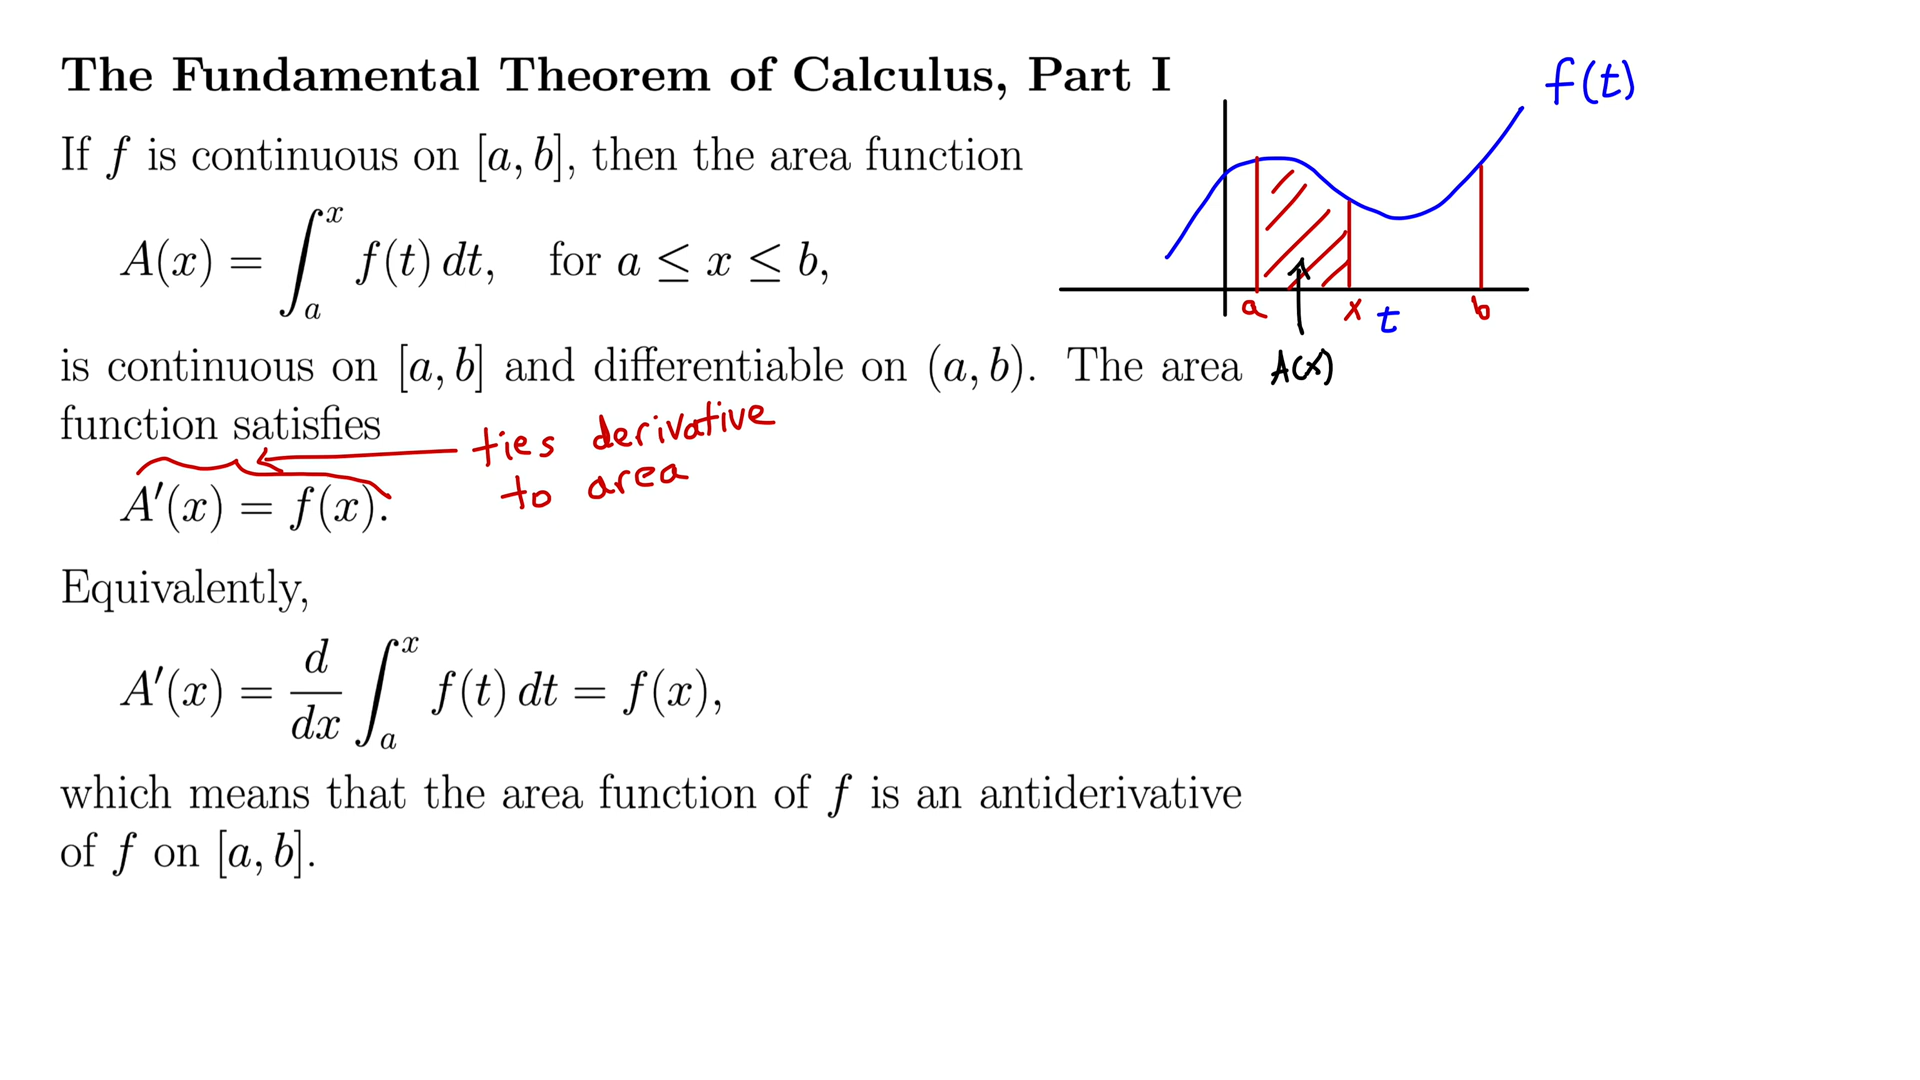 The Fundamental Theorem of Calculus, Part I
f(t)
If f is continuous on [a, b], then the area function
A(x) = ∫_a^x f(t) dt, for a ≤ x ≤ b,
a x t b
is continuous on [a, b] and differentiable on (a, b). The area
A(x)
function satisfies
ties derivative
to area
A′(x) = f(x).
Equivalently,
A′(x) = d/dx ∫_a^x f(t) dt = f(x),
which means that the area function of f is an antiderivative
of f on [a, b].